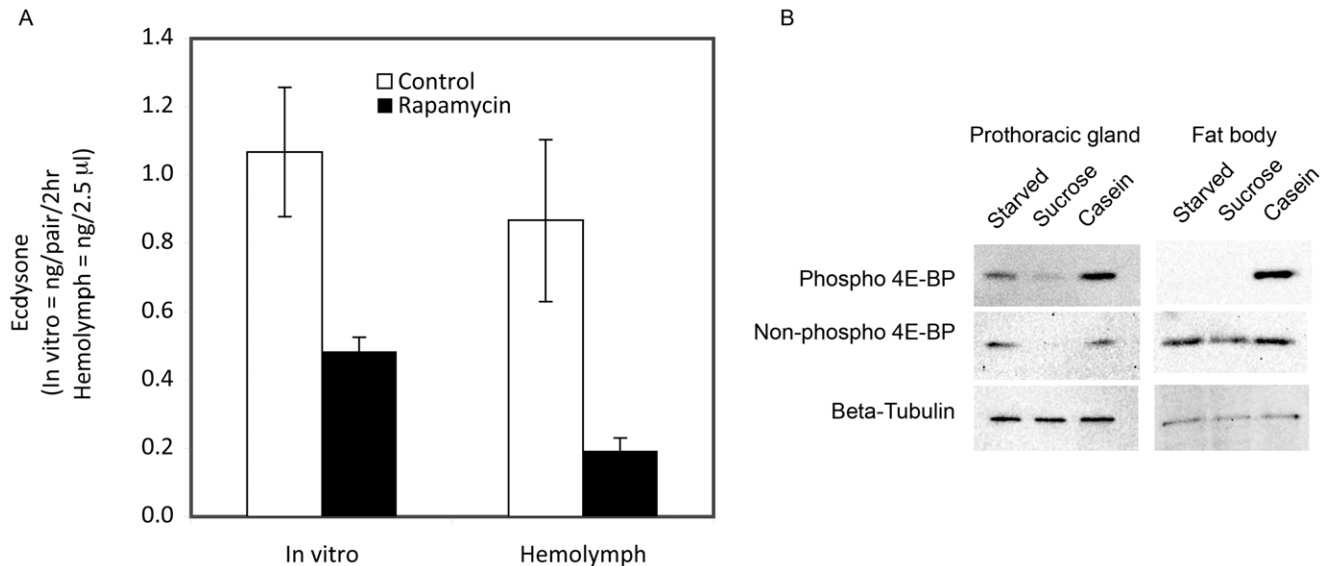 A
Ecdysone
(In vitro = ng/pair/2hr
Hemolymph = ng/2.5 μl)
1.4
1.2
1.0
0.8
0.6
0.4
0.2
0.0
Control
Rapamycin
In vitro
Hemolymph
B
Prothoracic gland
Fat body
Starved
Sucrose
Casein
Starved
Sucrose
Casein
Phospho 4E-BP
Non-phospho 4E-BP
Beta-Tubulin